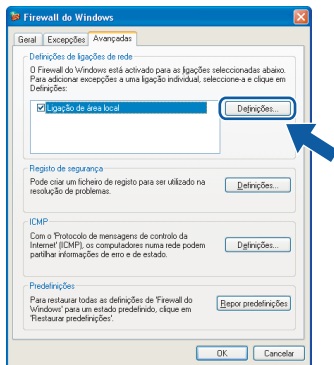 Firewall do Windows
Geral Excepções Avançadas
Definições de ligações de rede
O Firewall do Windows está activado para as ligações seleccionadas abaixo.
Para adicionar excepções a uma ligação individual, seleccione-a e clique em
Definições:
Ligação de área local
Definições...
Registo de segurança
Pode criar um ficheiro de registo para ser utilizado na
resolução de problemas.
Definições...
ICMP
Com o 'Protocolo de mensagens de controlo da
Internet' (ICMP), os computadores numa rede podem
partilhar informações de erro e de estado.
Definições...
Predefinições
Para restaurar todas as definições de 'Firewall do
Windows' para um estado predefinido, clique em
'Restaurar predefinições'.
Repor predefinições
OK Cancelar